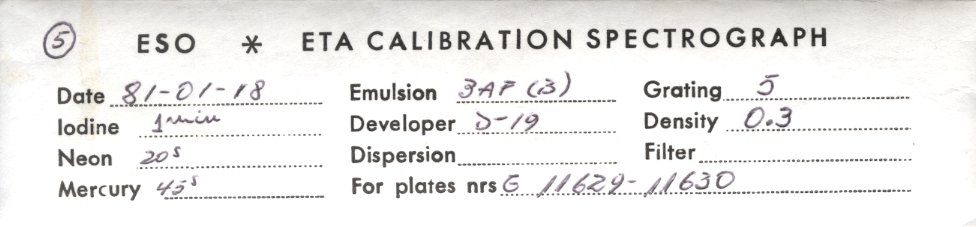 5 ESO * ETA CALIBRATION SPECTROGRAPH
Date 81-01-18 Emulsion 3AF (B) Grating 5
Iodine 1 min Developer D-19 Density 0.3
Neon 20s Dispersion Filter
Mercury 45s For plates nrs G 11629-11630